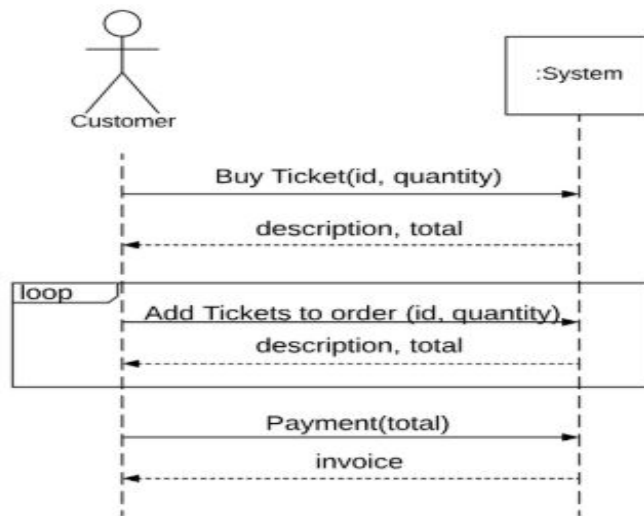 :System
Customer
Buy Ticket(id, quantity)
description, total
loop
Add Tickets to order (id, quantity)
description, total
Payment(total)
invoice